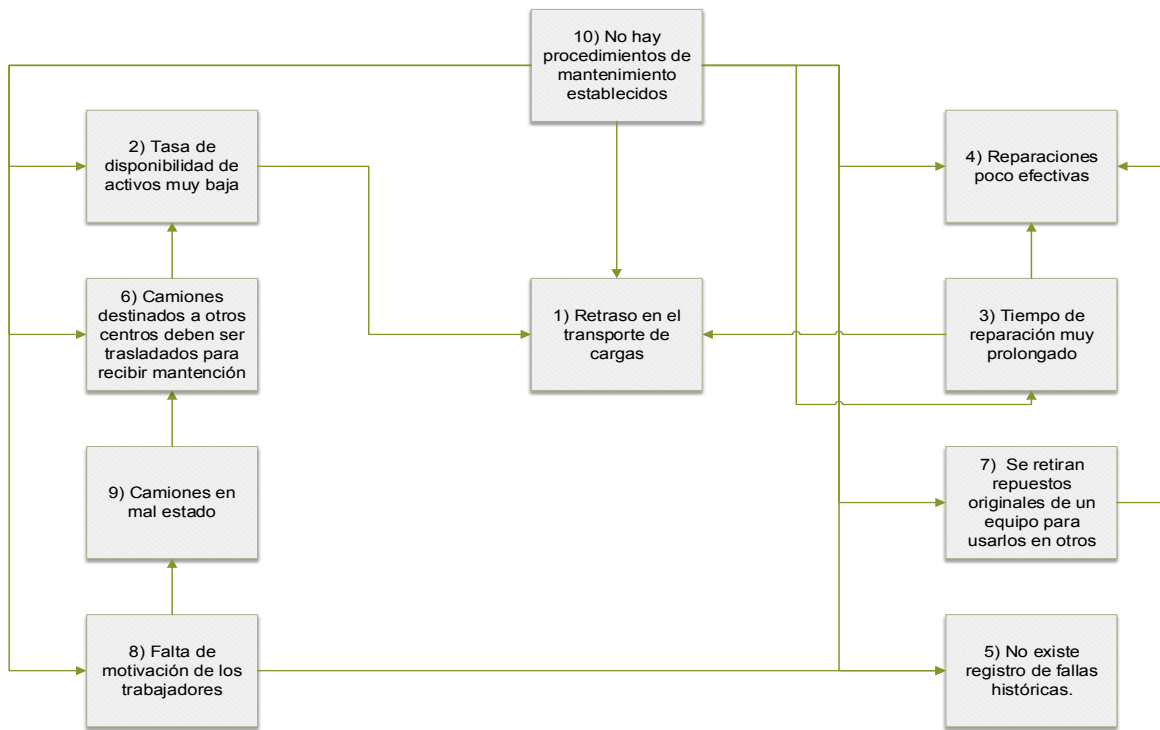 10) No hay
procedimientos de
mantenimiento
establecidos
2) Tasa de
disponibilidad de
activos muy baja
4) Reparaciones
poco efectivas
6) Camiones
destinados a otros
centros deben ser
trasladados para
recibir mantención
1) Retraso en el
transporte de
cargas
3) Tiempo de
reparación muy
prolongado
9) Camiones en
mal estado
7) Se retiran
repuestos
originales de un
equipo para
usarlos en otros
8) Falta de
motivación de los
trabajadores
5) No existe
registro de fallas
históricas.